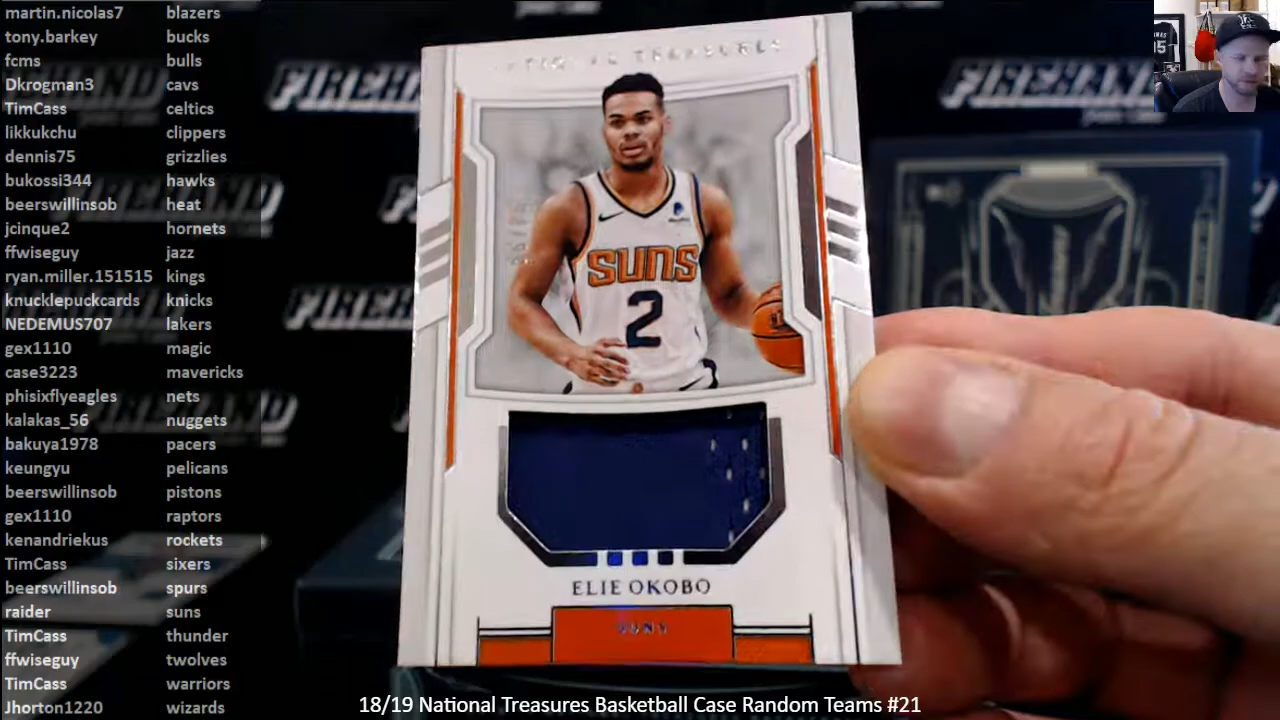 martin.nicolas7 blazers
tony.barkey bucks
fcms bulls
Dkrogman3 cavs
TimCass celtics
likkukchu clippers
dennis75 grizzlies
bukossi344 hawks
beerswillinsob heat
jcinque2 hornets
ffwiseguy jazz
ryan.miller.151515 kings
knucklepuckcards knicks
NEDEMUS707 lakers
gex1110 magic
case3223 mavericks
phisixflyeagles nets
kalakas_56 nuggets
bakuya1978 pacers
keungyu pelicans
beerswillinsob pistons
gex1110 raptors
kenandriekus rockets
TimCass sixers
beerswillinsob spurs
raider suns
TimCass thunder
ffwiseguy twolves
TimCass warriors
Jhorton1220 wizards
FIREHAND
FIREHAND
NATIONAL TREASURES
SUNS
2
ELIE OKOBO
SUNS
18/19 National Treasures Basketball Case Random Teams #21